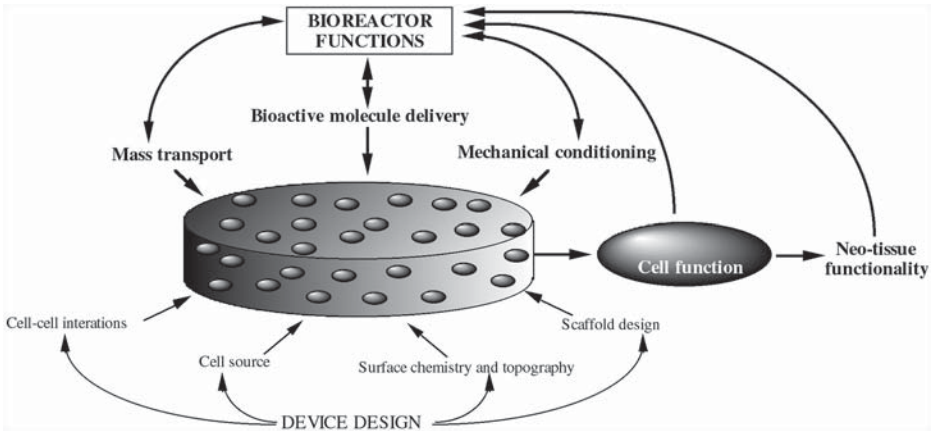 BIOREACTOR
FUNCTIONS
Bioactive molecule delivery
Mass transport
Mechanical conditioning
Cell function
Neo-tissue
functionality
Cell-cell interations
Scaffold design
Cell source
Surface chemistry and topography
DEVICE DESIGN